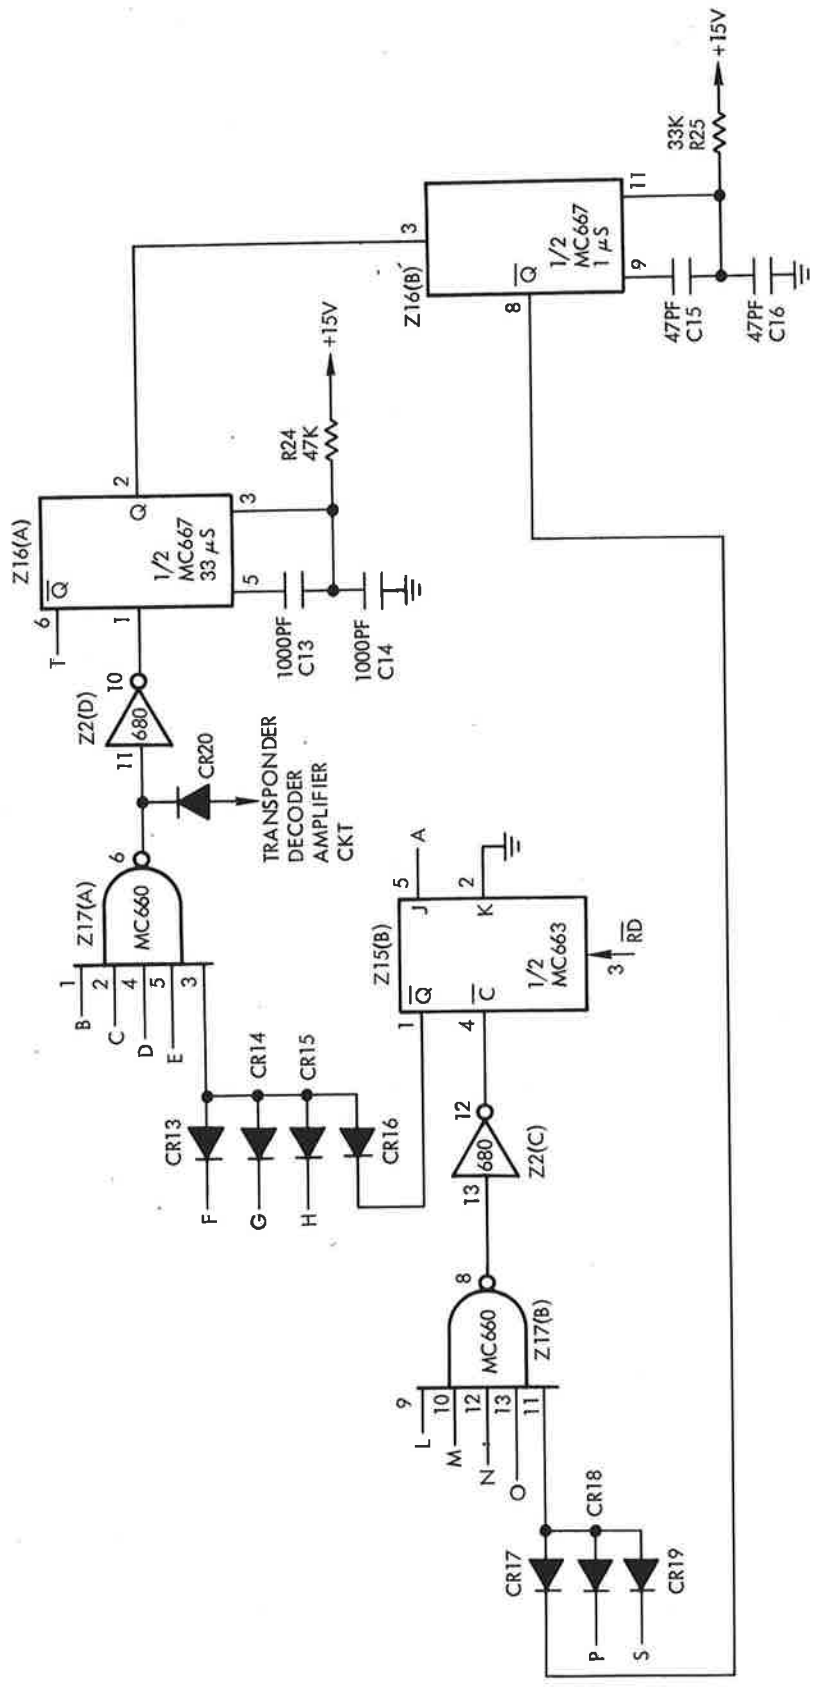 B
C
D
E
1
2
4
5
3
Z17(A)
MC660
6
CR20
TRANSPONDER
DECODER
AMPLIFIER
CKT
11
680
10
Z2(D)
T
6
1
Z16(A)
Q̅
Q
2
1/2
MC667
33 µS
5
3
1000PF
C13
1000PF
C14
R24
47K
+15V
F
G
H
CR13
CR14
CR15
CR16
Z15(B)
1
Q̅
J
5
A
4
C̅
K
2
1/2
MC663
3
R̅D̅
Z16(B)
3
8
Q̅
1/2
MC667
1 µS
9
11
47PF
C15
47PF
C16
33K
R25
+15V
L
M
N
O
9
10
12
13
11
MC660
Z17(B)
8
13
680
12
Z2(C)
P
S
CR17
CR18
CR19